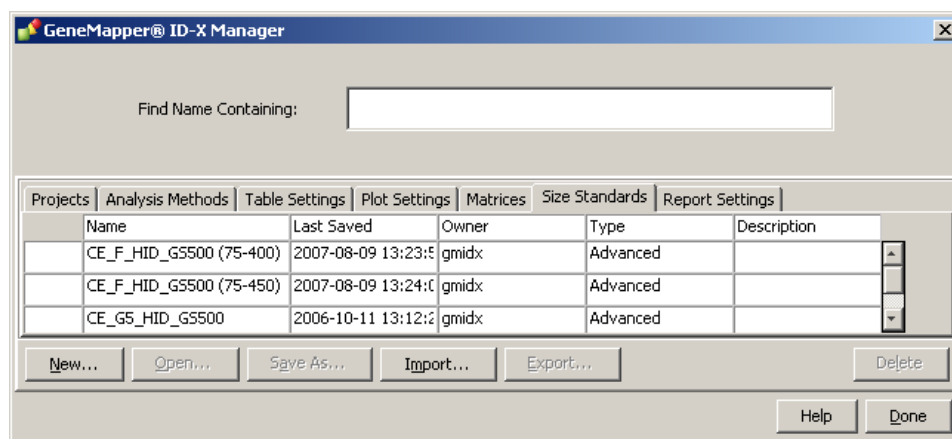 GeneMapper® ID-X Manager
Find Name Containing:
Projects Analysis Methods Table Settings Plot Settings Matrices Size Standards Report Settings
Name Last Saved Owner Type Description
CE_F_HID_GS500 (75-400) 2007-08-09 13:23:5 gmidx Advanced
CE_F_HID_GS500 (75-450) 2007-08-09 13:24:0 gmidx Advanced
CE_G5_HID_GS500 2006-10-11 13:12:2 gmidx Advanced
New... Open... Save As... Import... Export... Delete
Help Done